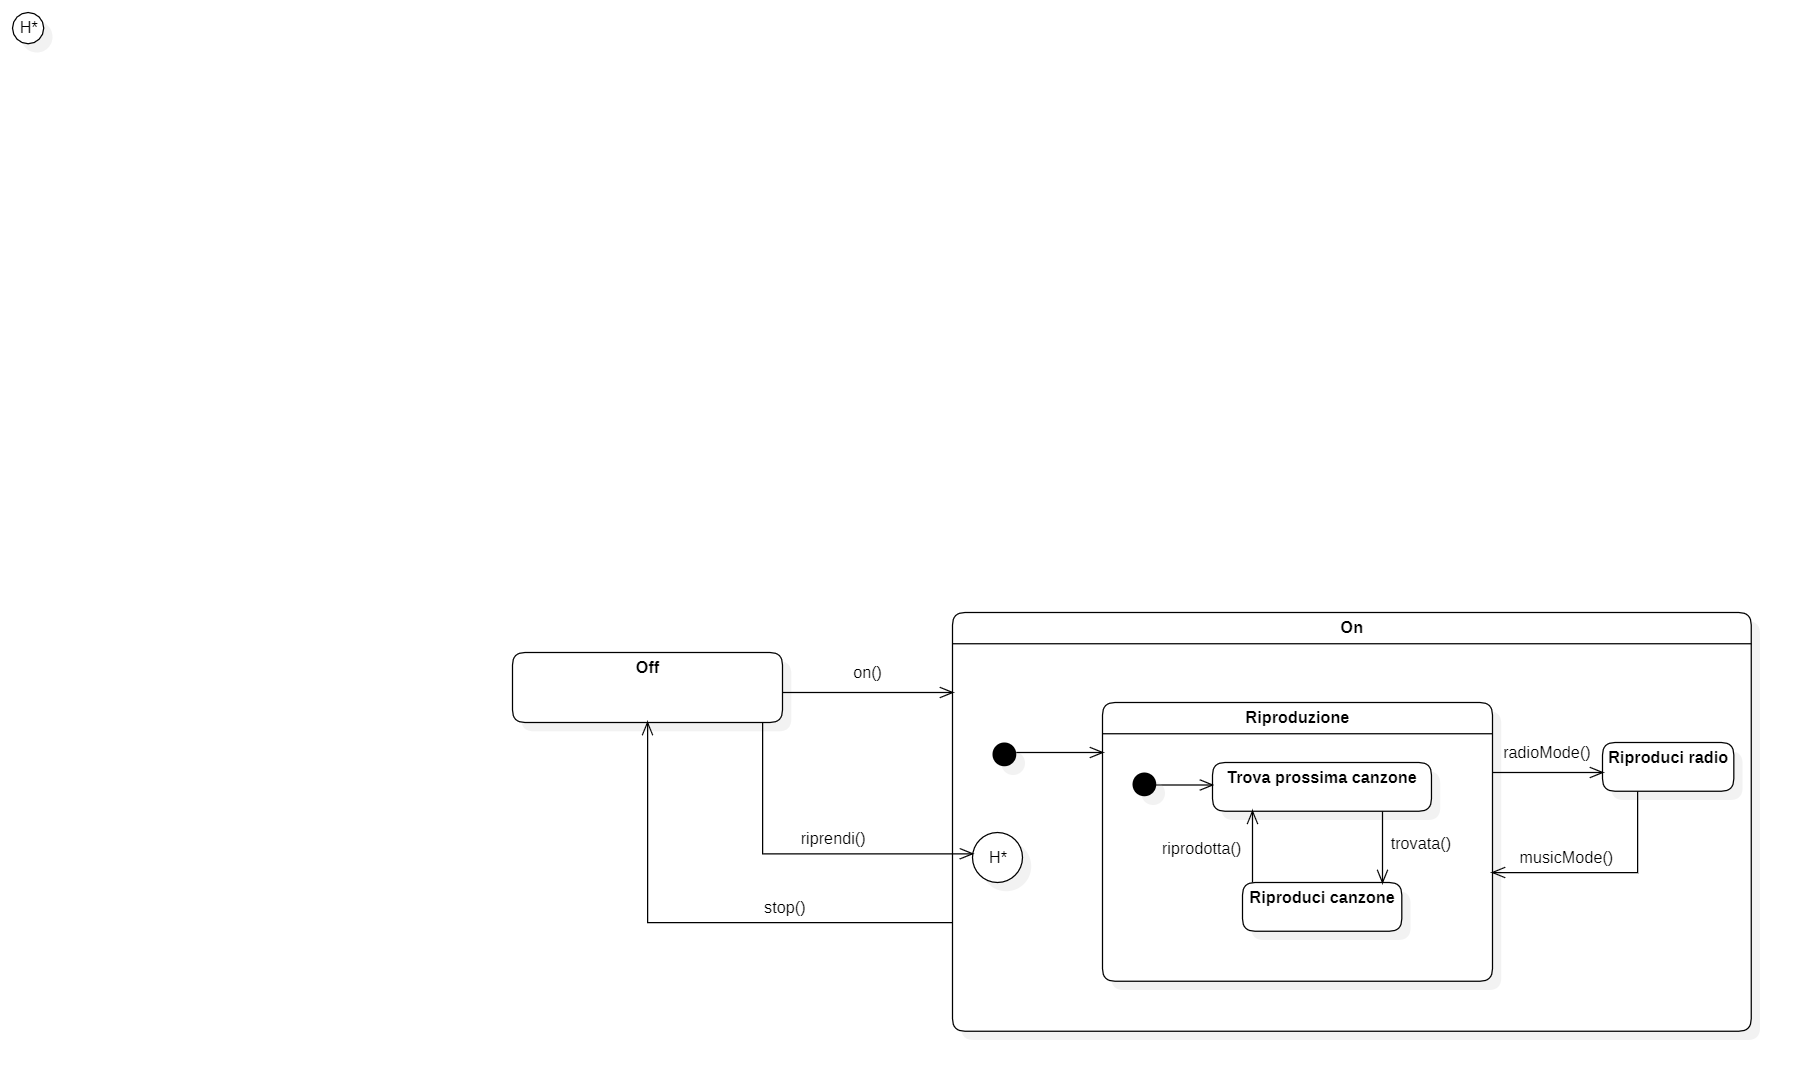 H*
On
Off
on()
Riproduzione
radioMode()
Riproduci radio
Trova prossima canzone
riprendi()
riprodotta()
trovata()
H*
musicMode()
Riproduci canzone
stop()